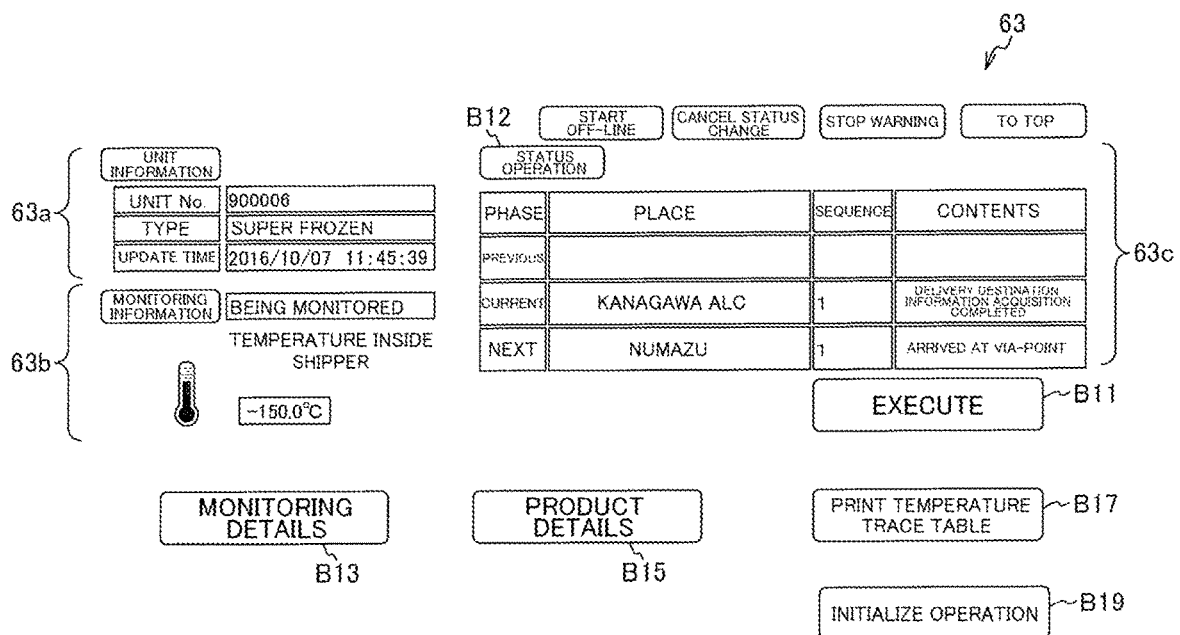 63
B12
START
OFF-LINE
CANCEL STATUS
CHANGE
STOP WARNING
TO TOP
63a
UNIT
INFORMATION
UNIT No. 900006
TYPE SUPER FROZEN
UPDATE TIME 2016/10/07 11:45:39
STATUS
OPERATION
PHASE PLACE SEQUENCE CONTENTS
PREVIOUS
CURRENT KANAGAWA ALC 1 DELIVERY DESTINATION
INFORMATION ACQUISITION
COMPLETED
NEXT NUMAZU 1 ARRIVED AT VIA-POINT
63c
63b
MONITORING
INFORMATION
BEING MONITORED
TEMPERATURE INSIDE
SHIPPER
-150.0°C
EXECUTE
B11
MONITORING
DETAILS
B13
PRODUCT
DETAILS
B15
PRINT TEMPERATURE
TRACE TABLE
B17
INITIALIZE OPERATION
B19